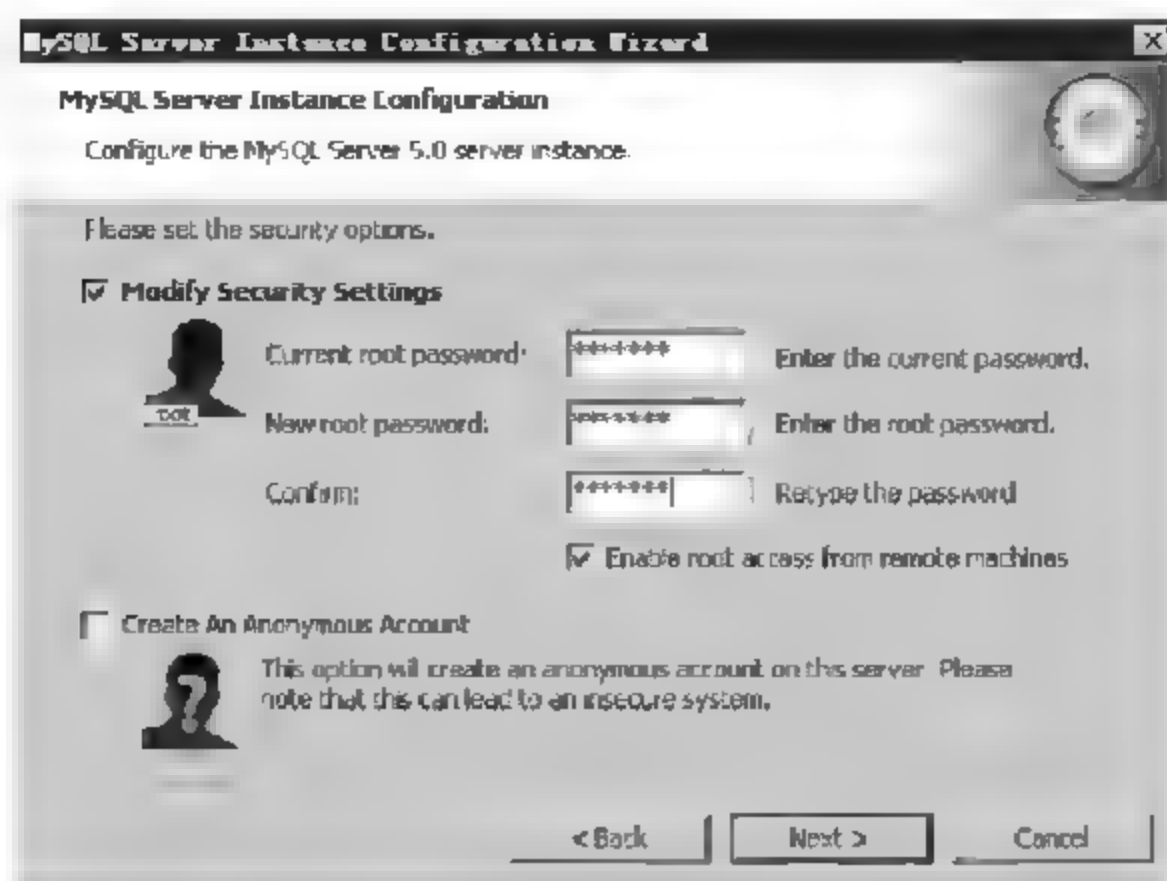 MySQL Server Instance Configuration Wizard
MySQL Server Instance Configuration
Configure the MySQL Server 5.0 server instance.
Please set the security options.
Modify Security Settings
root
Current root password:
*******
Enter the current password.
New root password:
*******
Enter the root password.
Confirm:
*******
Retype the password
Enable root access from remote machines
Create An Anonymous Account
This option will create an anonymous account on this server. Please
note that this can lead to an insecure system.
< Back
Next >
Cancel